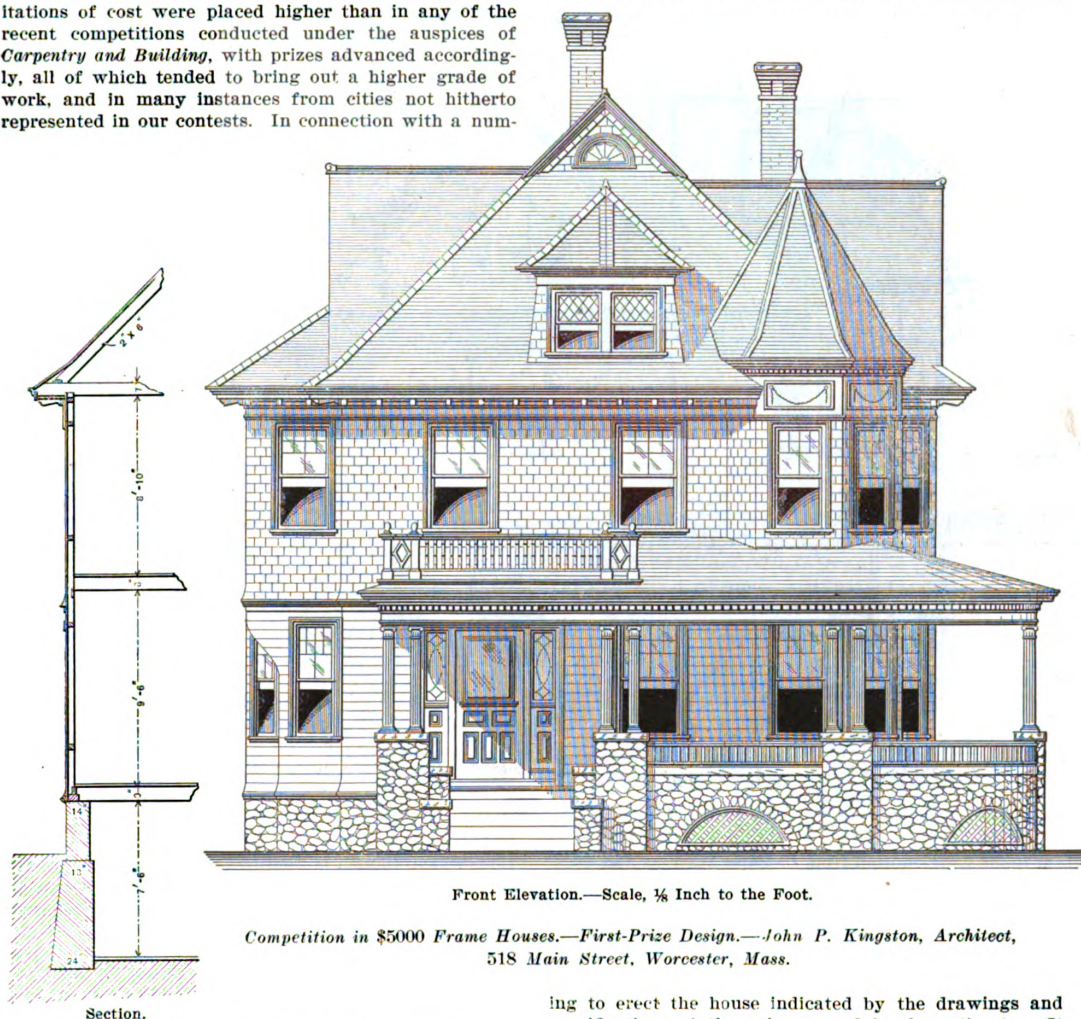 itations of cost were placed higher than in any of the
recent competitions conducted under the auspices of
Carpentry and Building, with prizes advanced according-
ly, all of which tended to bring out a higher grade of
work, and in many instances from cities not hitherto
represented in our contests. In connection with a num-
2" X 6"
8'-10"
9'-6"
14"
7'-6"
24"
Section.
Front Elevation.—Scale, ⅛ Inch to the Foot.
Competition in $5000 Frame Houses.—First-Prize Design.—John P. Kingston, Architect,
518 Main Street, Worcester, Mass.
ing to erect the house indicated by the drawings and